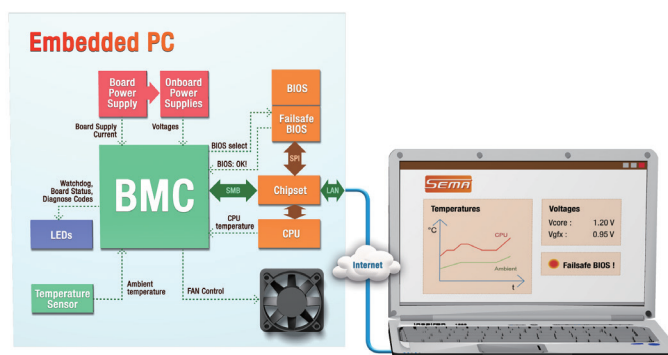 Embedded PC
Board
Power
Supply
Onboard
Power
Supplies
BIOS
Failsafe
BIOS
Board Supply
Current
Voltages
BIOS select
BIOS: OK!
SPI
BMC
SMB
Chipset
LAN
Watchdog,
Board Status,
Diagnose Codes
CPU
temperature
LEDs
CPU
Ambient
temperature
FAN Control
Temperature
Sensor
Internet
SEMA
Temperatures
°C
CPU
Ambient
t
Voltages
Vcore : 1.20 V
Vgfx : 0.95 V
Failsafe BIOS !